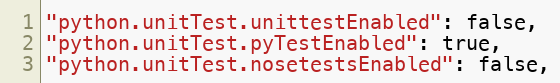 1 "python.unitTest.unittestEnabled": false,
2 "python.unitTest.pyTestEnabled": true,
3 "python.unitTest.nosetestsEnabled": false,